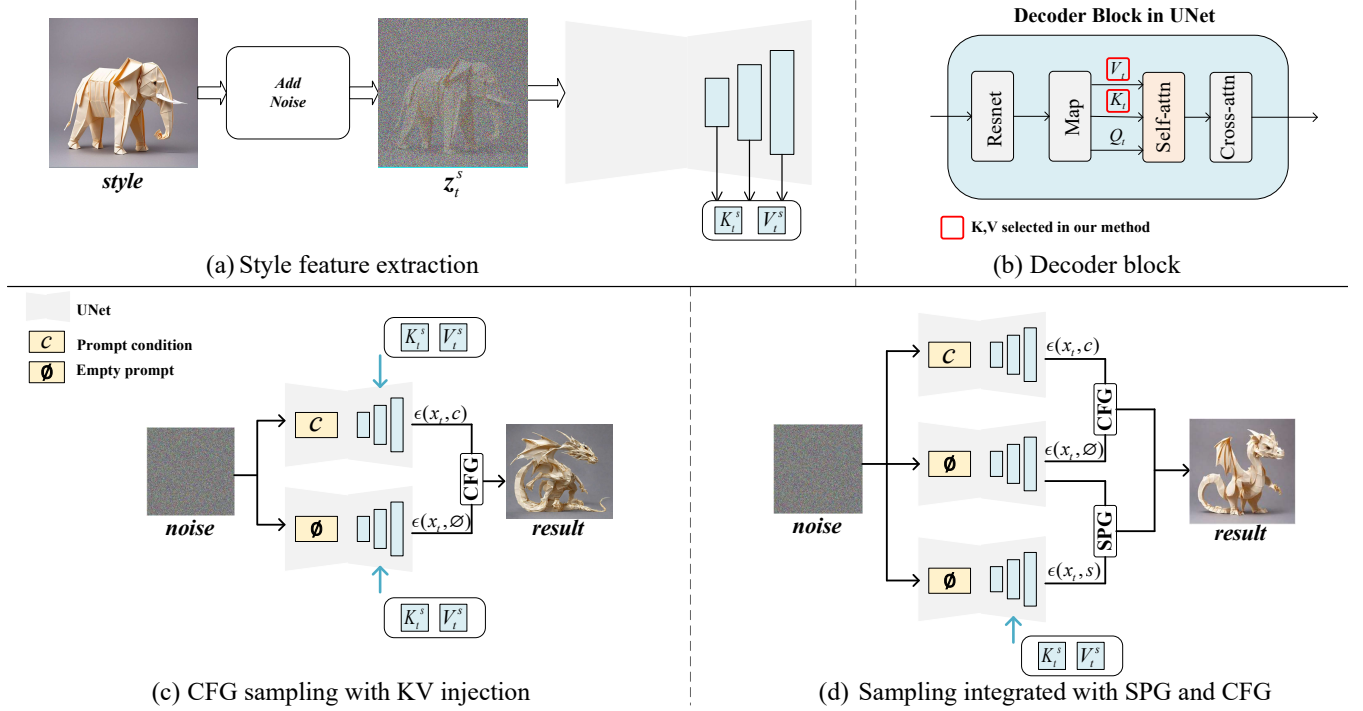 Add
Noise
style
z_t^s
K_t^s V_t^s
(a) Style feature extraction
Decoder Block in UNet
Resnet
Map
V_t
K_t
Q_t
Self-attn
Cross-attn
K,V selected in our method
(b) Decoder block
UNet
C Prompt condition
ϕ Empty prompt
K_t^s V_t^s
C
ϵ(x_t, c)
noise
CFG
result
ϕ
ϵ(x_t, ∅)
K_t^s V_t^s
(c) CFG sampling with KV injection
C
ϵ(x_t, c)
CFG
ϕ
ϵ(x_t, ∅)
noise
result
SPG
ϕ
ϵ(x_t, s)
K_t^s V_t^s
(d) Sampling integrated with SPG and CFG